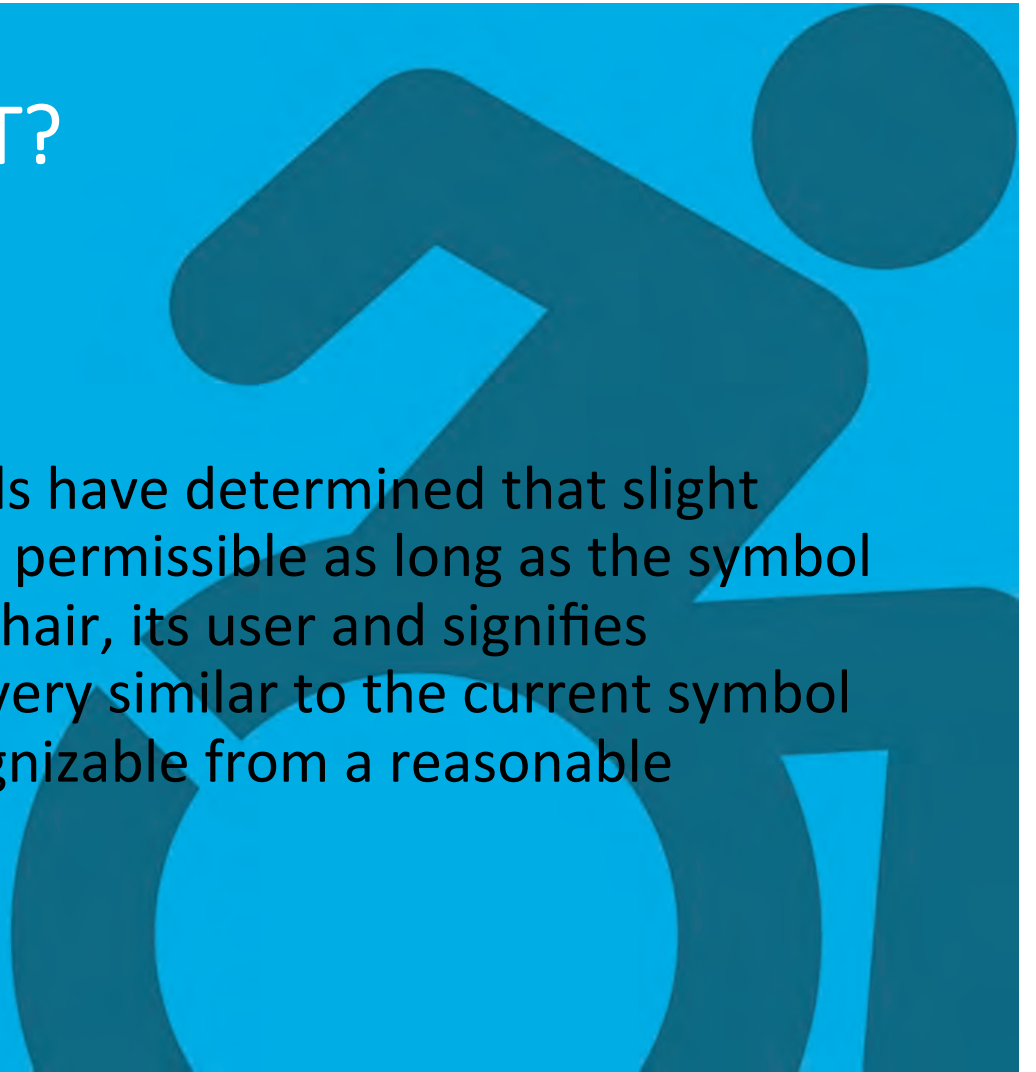 T?
ls have determined that slight
permissible as long as the symbol
hair, its user and signifies
very similar to the current symbol
gnizable from a reasonable